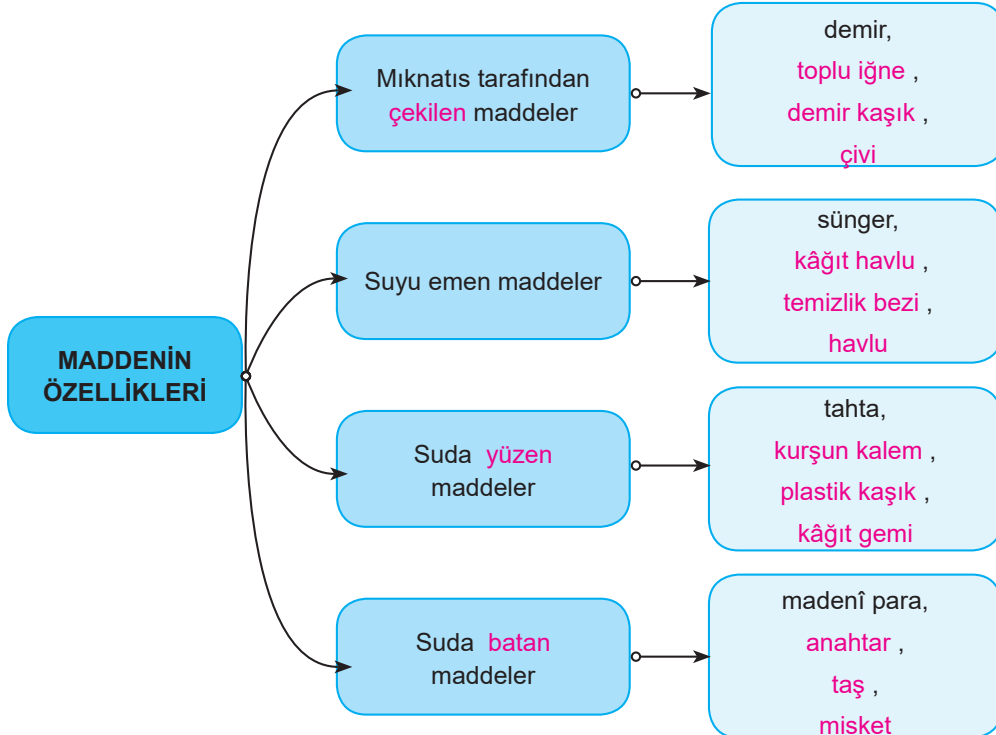 MADDENİN
ÖZELLİKLERİ
Mıknatıs tarafından
çekilen maddeler
demir,
toplu iğne ,
demir kaşık ,
çivi
Suyu emen maddeler
sünger,
kâğıt havlu ,
temizlik bezi ,
havlu
Suda yüzen
maddeler
tahta,
kurşun kalem ,
plastik kaşık ,
kâğıt gemi
Suda batan
maddeler
madenî para,
anahtar ,
taş ,
misket